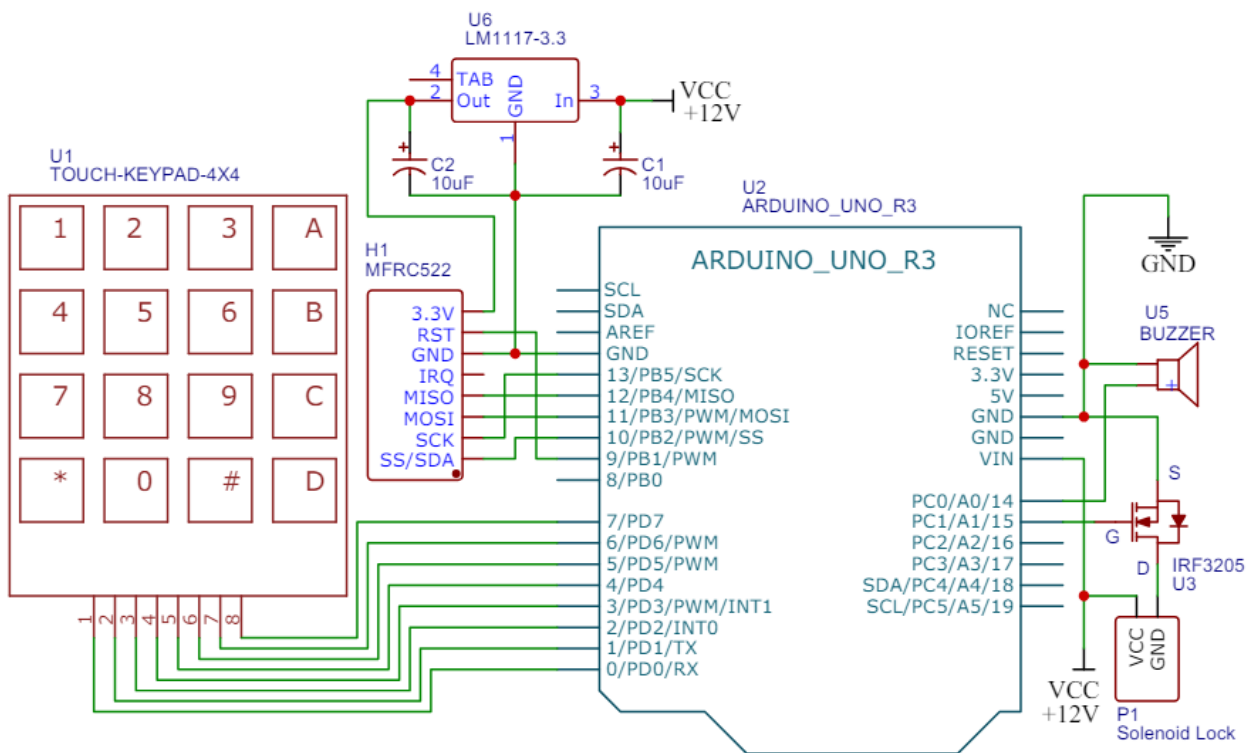 U6
LM1117-3.3
4
TAB
2
Out
GND
In
3
1
VCC
+12V
C2
10uF
C1
10uF
U1
TOUCH-KEYPAD-4X4
1 2 3 A
4 5 6 B
7 8 9 C
* 0 # D
1 2 3 4 5 6 7 8
H1
MFRC522
3.3V
RST
GND
IRQ
MISO
MOSI
SCK
SS/SDA
U2
ARDUINO_UNO_R3
ARDUINO_UNO_R3
SCL
SDA
AREF
GND
13/PB5/SCK
12/PB4/MISO
11/PB3/PWM/MOSI
10/PB2/PWM/SS
9/PB1/PWM
8/PB0
7/PD7
6/PD6/PWM
5/PD5/PWM
4/PD4
3/PD3/PWM/INT1
2/PD2/INT0
1/PD1/TX
0/PD0/RX
NC
IOREF
RESET
3.3V
5V
GND
GND
VIN
PC0/A0/14
PC1/A1/15
PC2/A2/16
PC3/A3/17
SDA/PC4/A4/18
SCL/PC5/A5/19
GND
U5
BUZZER
+
S
G
D
IRF3205
U3
VCC
GND
VCC
+12V
P1
Solenoid Lock